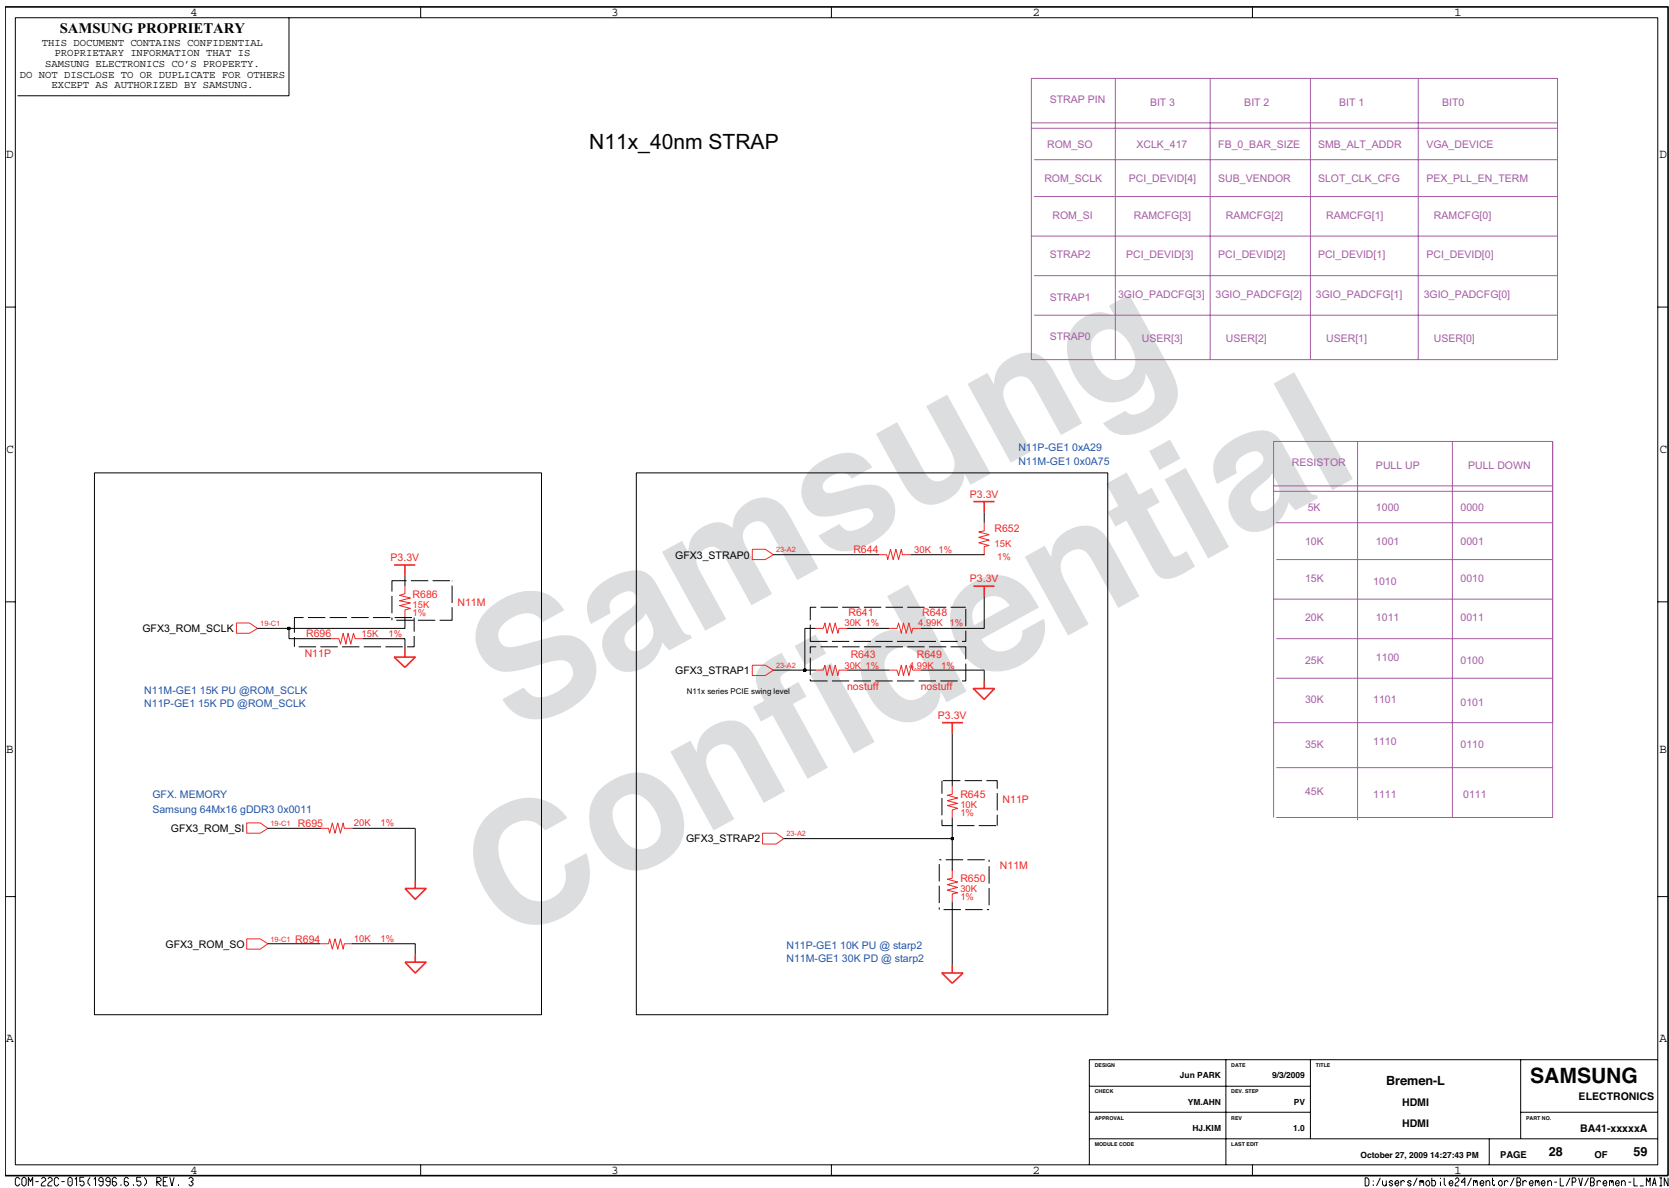 4 3 2 1
SAMSUNG PROPRIETARY
THIS DOCUMENT CONTAINS CONFIDENTIAL
PROPRIETARY INFORMATION THAT IS
SAMSUNG ELECTRONICS CO'S PROPERTY.
DO NOT DISCLOSE TO OR DUPLICATE FOR OTHERS
EXCEPT AS AUTHORIZED BY SAMSUNG.
N11x_40nm STRAP
STRAP PIN BIT 3 BIT 2 BIT 1 BIT0
ROM_SO XCLK_417 FB_0_BAR_SIZE SMB_ALT_ADDR VGA_DEVICE
ROM_SCLK PCI_DEVID[4] SUB_VENDOR SLOT_CLK_CFG PEX_PLL_EN_TERM
ROM_SI RAMCFG[3] RAMCFG[2] RAMCFG[1] RAMCFG[0]
STRAP2 PCI_DEVID[3] PCI_DEVID[2] PCI_DEVID[1] PCI_DEVID[0]
STRAP1 3GIO_PADCFG[3] 3GIO_PADCFG[2] 3GIO_PADCFG[1] 3GIO_PADCFG[0]
STRAP0 USER[3] USER[2] USER[1] USER[0]
D D
C C
B B
A A
Samsung
Confidential
RESISTOR PULL UP PULL DOWN
5K 1000 0000
10K 1001 0001
15K 1010 0010
20K 1011 0011
25K 1100 0100
30K 1101 0101
35K 1110 0110
45K 1111 0111
P3.3V
R686
15K
1%
N11M
GFX3_ROM_SCLK 19-C1
R696 15K 1%
N11P
N11M-GE1 15K PU @ROM_SCLK
N11P-GE1 15K PD @ROM_SCLK
GFX. MEMORY
Samsung 64Mx16 gDDR3 0x0011
GFX3_ROM_SI 19-C1 R695 20K 1%
GFX3_ROM_SO 19-C1 R694 10K 1%
N11P-GE1 0xA29
N11M-GE1 0x0A75
P3.3V
R652
15K
1%
GFX3_STRAP0 23-A2 R644 30K 1%
P3.3V
R641 R648
30K 1% 4.99K 1%
R643 R649
GFX3_STRAP1 23-A2 30K 1% 4.99K 1%
nostuff nostuff
N11x series PCIE swing level
P3.3V
R645
10K
1%
N11P
GFX3_STRAP2 23-A2
N11M
R650
30K
1%
N11P-GE1 10K PU @ starp2
N11M-GE1 30K PD @ starp2
DESIGN Jun PARK DATE 9/3/2009 TITLE Bremen-L SAMSUNG
ELECTRONICS
CHECK YM.AHN DEV. STEP PV HDMI
APPROVAL HJ.KIM REV 1.0 HDMI PART NO. BA41-xxxxxA
MODULE CODE LAST EDIT October 27, 2009 14:27:43 PM PAGE 28 OF 59
4 3 2 1
COM-22C-015(1996.6.5) REV. 3 D:/users/mobile24/mentor/Bremen-L/PV/Bremen-L_MAIN